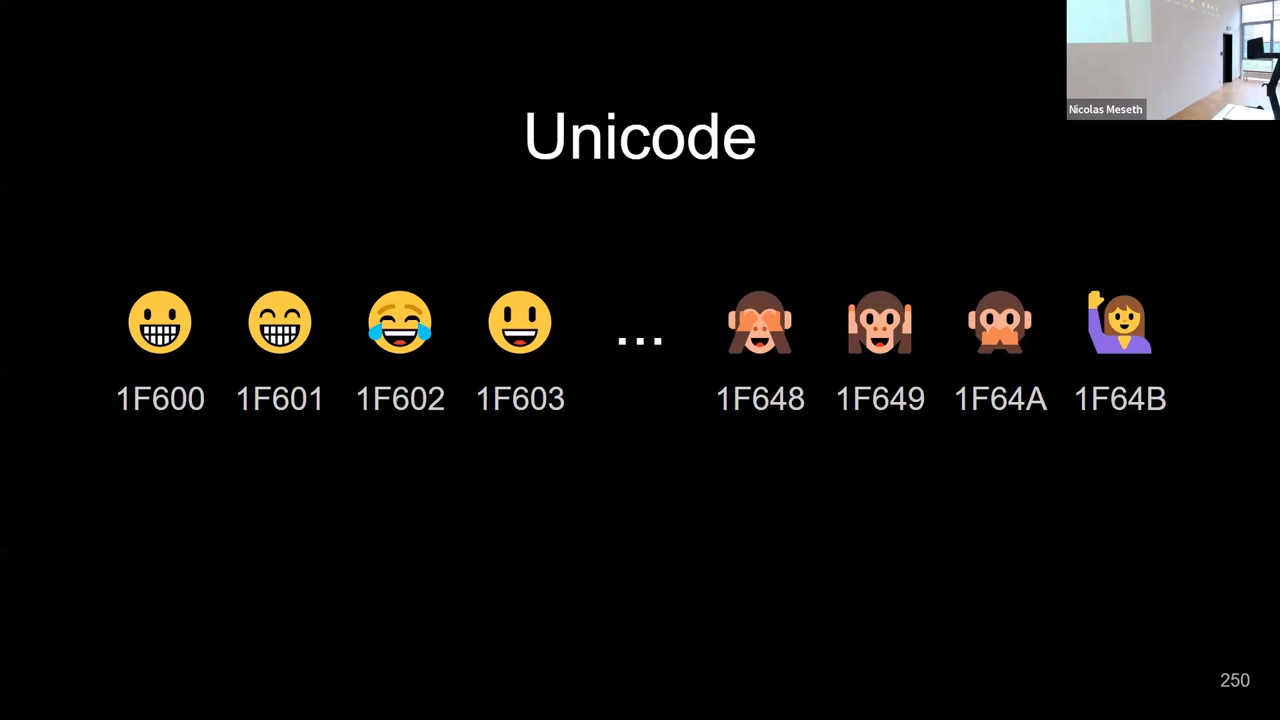 Nicolas Meseth
Unicode
😀 😁 😂 😃 ... 🙈 🙉 🙊 🙋‍♀️
1F600 1F601 1F602 1F603 1F648 1F649 1F64A 1F64B
250